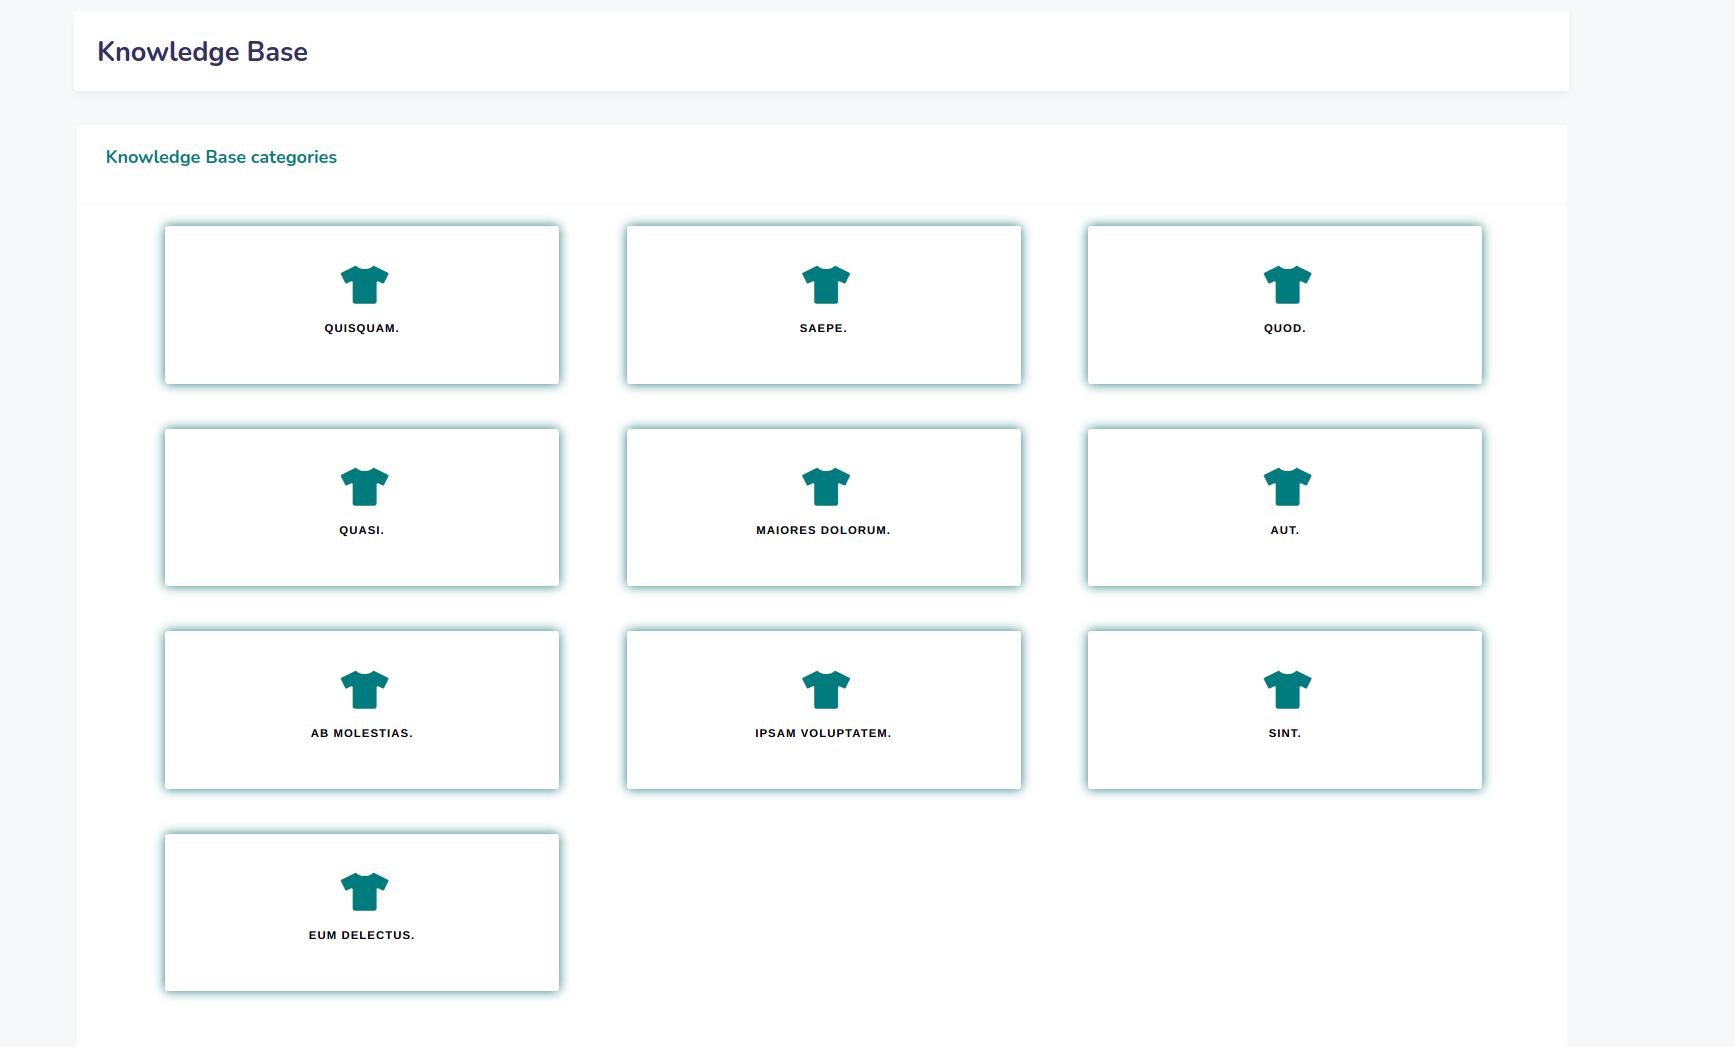 Knowledge Base
Knowledge Base categories
QUISQUAM.
SAEPE.
QUOD.
QUASI.
MAIORES DOLORUM.
AUT.
AB MOLESTIAS.
IPSAM VOLUPTATEM.
SINT.
EUM DELECTUS.